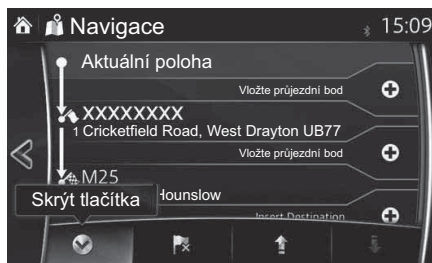 Navigace
15:09
Aktuální poloha
Vložte průjezdní bod
XXXXXXXX
1 Cricketfield Road, West Drayton UB77
Vložte průjezdní bod
M25
Hounslow
Skrýt tlačítka
Insert Destination